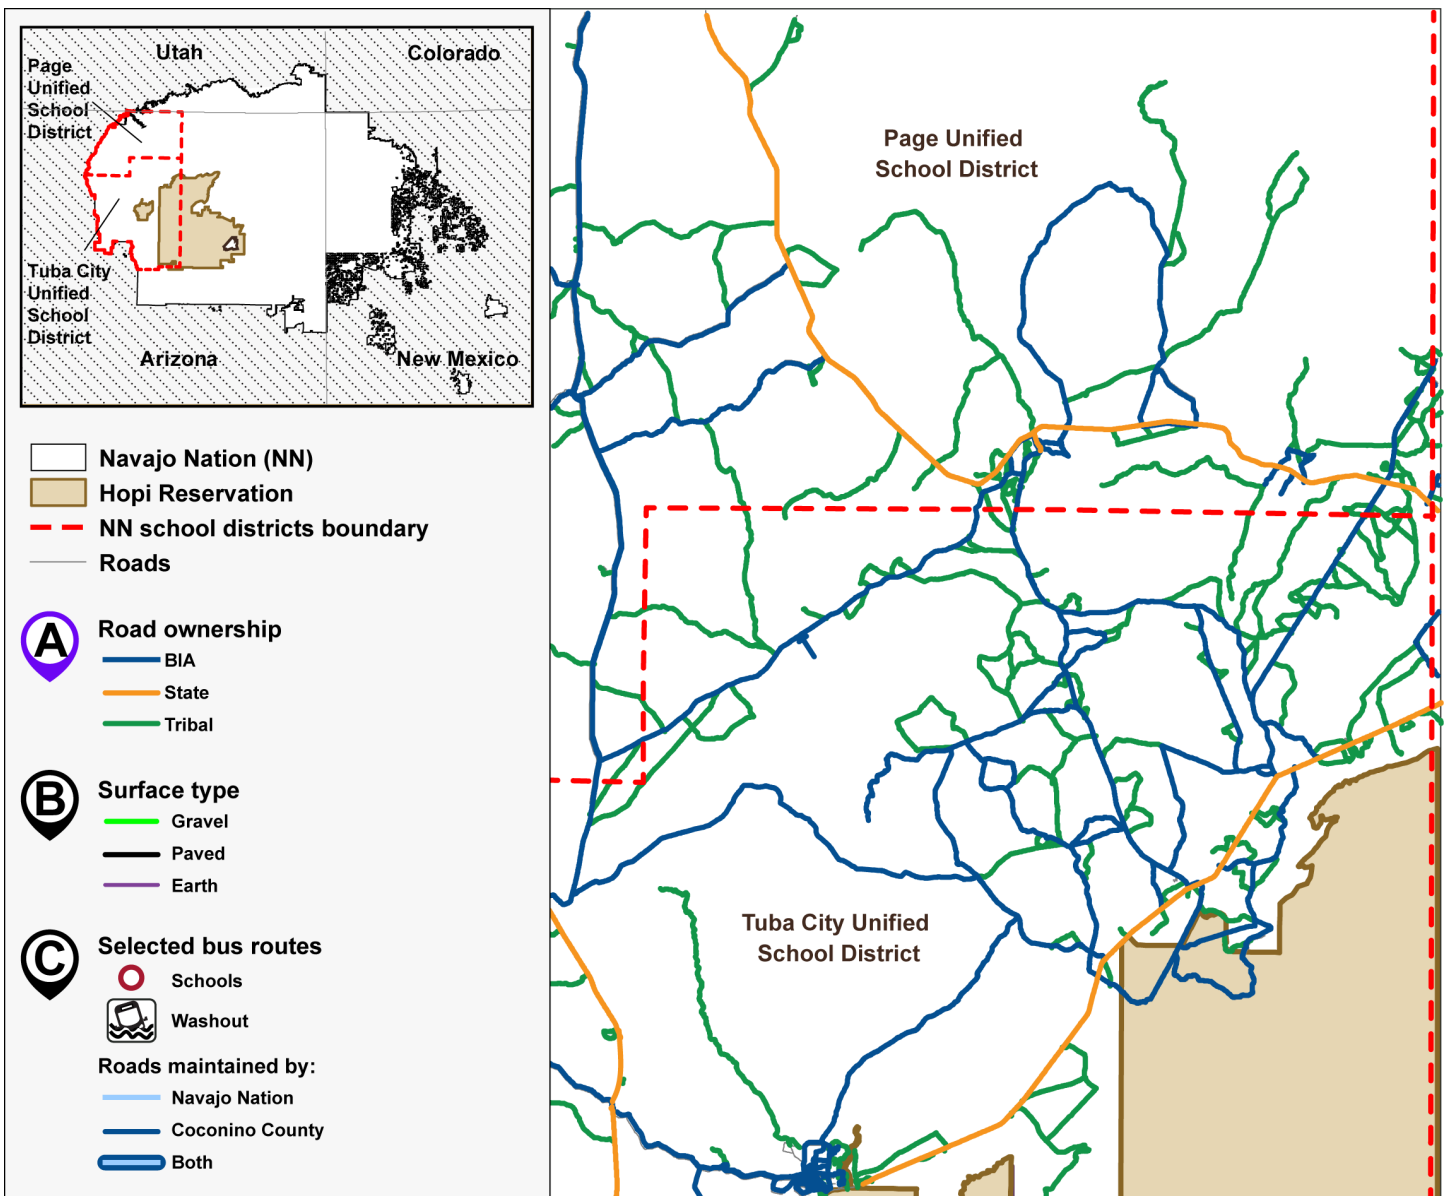 Utah
Colorado
Page
Unified
School
District
Tuba City
Unified
School
District
Arizona
New Mexico
Navajo Nation (NN)
Hopi Reservation
NN school districts boundary
Roads
A
Road ownership
BIA
State
Tribal
B
Surface type
Gravel
Paved
Earth
C
Selected bus routes
Schools
Washout
Roads maintained by:
Navajo Nation
Coconino County
Both
Page Unified
School District
Tuba City Unified
School District